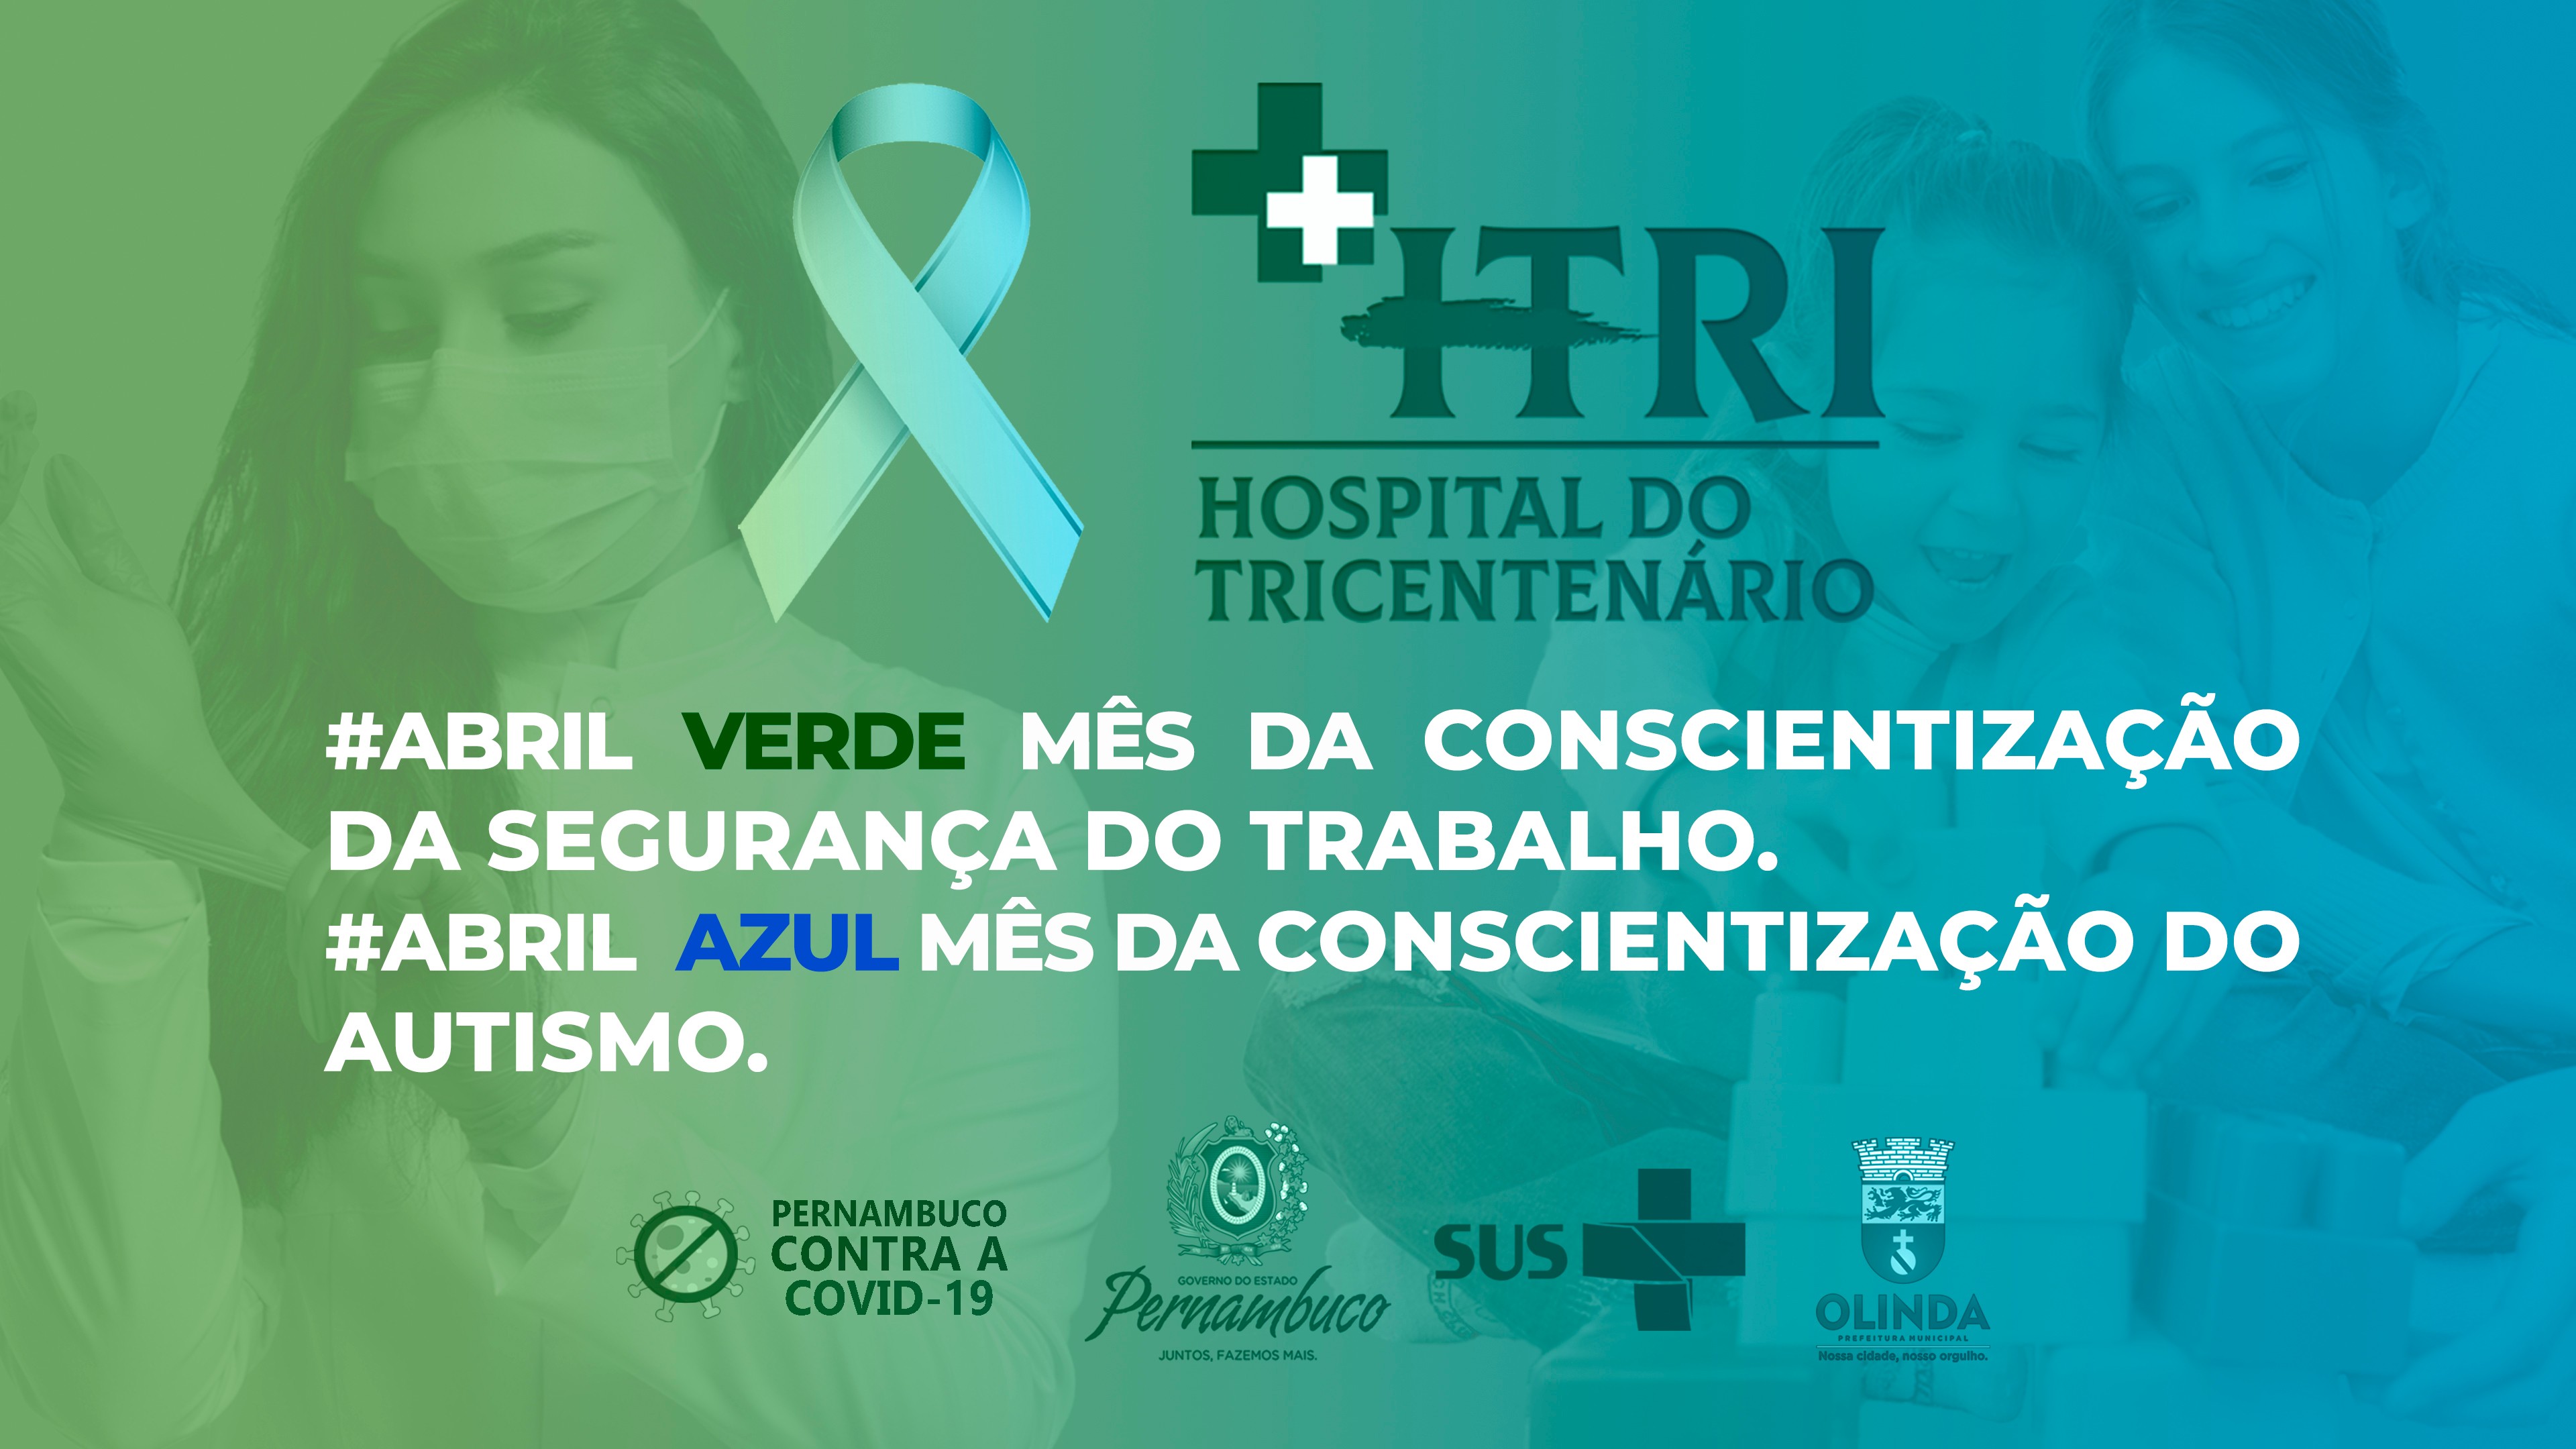 HTRI
HOSPITAL DO
TRICENTENÁRIO
#ABRIL VERDE MÊS DA CONSCIENTIZAÇÃO
DA SEGURANÇA DO TRABALHO.
#ABRIL AZUL MÊS DA CONSCIENTIZAÇÃO DO
AUTISMO.
PERNAMBUCO
CONTRA A
COVID-19
GOVERNO DO ESTADO
Pernambuco
JUNTOS, FAZEMOS MAIS.
SUS
OLINDA
PREFEITURA MUNICIPAL
Nossa cidade, nosso orgulho.